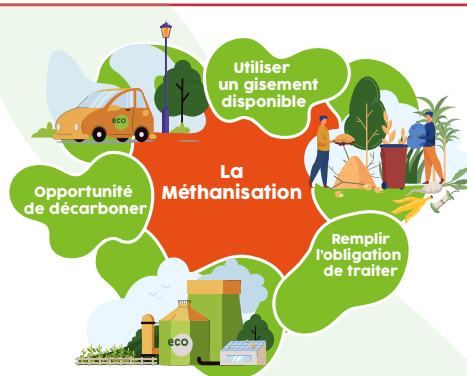 Utiliser
un gisement
disponible
eco
La
Méthanisation
Opportunité
de décarboner
Remplir
l'obligation
de traiter
eco